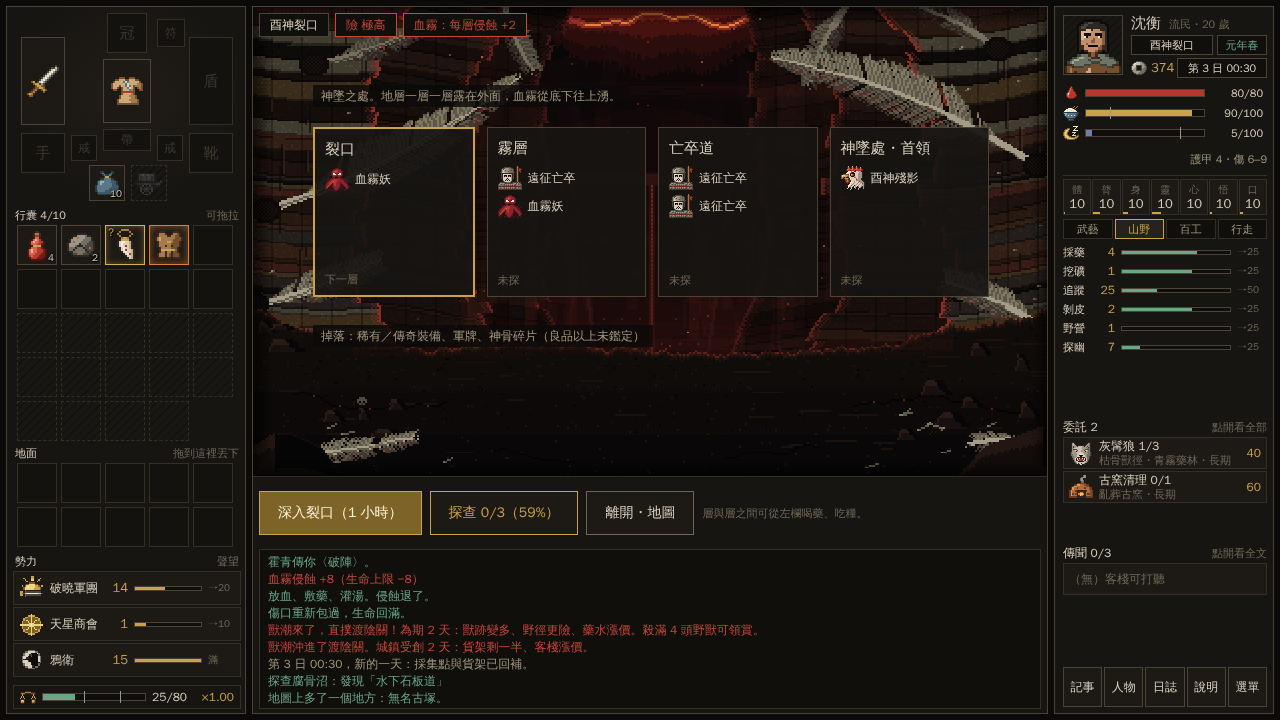 冠
符
盾
手
戒
帶
戒
靴
10
行囊 4/10
可拖拉
4
2
?
地面
拖到這裡丟下
勢力
聲望
破曉軍團 14 →20
天星商會 1 →10
鴉衛 15 滿
25/80 ×1.00
酉神裂口
險 極高
血霧：每層侵蝕 +2
神墜之處。地層一層一層露在外面，血霧從底下往上湧。
裂口
血霧妖
下一層
霧層
遠征亡卒
血霧妖
未探
亡卒道
遠征亡卒
遠征亡卒
神墜處・首領
酉神殘影
未探
掉落：稀有／傳奇裝備、軍牌、神骨碎片（良品以上未鑑定）
深入裂口（1 小時）
探查 0/3（59%）
離開・地圖
層與層之間可從左欄喝藥、吃糧。
霍青傳你〈破陣〉。
血霧侵蝕 +8（生命上限 −8）
放血、敷藥、灌湯。侵蝕退了。
傷口重新包過，生命回滿。
獸潮來了，直撲渡陰關！為期 2 天：獸跡變多、野徑更險、藥水漲價。殺滿 4 頭野獸可領賞。
獸潮沖進了渡陰關。城鎮受創 2 天：貨架剩一半、客棧漲價。
第 3 日 00:30，新的一天：採集點與貨架已回補。
探查腐骨沼：發現「水下石板道」
地圖上多了一個地方：無名古塚。
沈衡 流民・20 歲
酉神裂口
元年春
374
第 3 日 00:30
80/80
90/100
5/100
護甲 4・傷 6–9
體 臂 身 靈 心 悟 口
10 10 10 10 10 10 10
武藝
山野
百工
行走
採藥 4 →25
挖礦 1 →25
追蹤 25 →50
剝皮 2 →25
野營 1 →25
探幽 7 →25
委託 2
點開看全部
灰髯狼 1/3
枯骨獸徑・青霧藥林・長期
40
古窯清理 0/1
亂葬古窯・長期
60
傳聞 0/3
點開看全文
（無）客棧可打聽
記事
人物
日誌
說明
選單